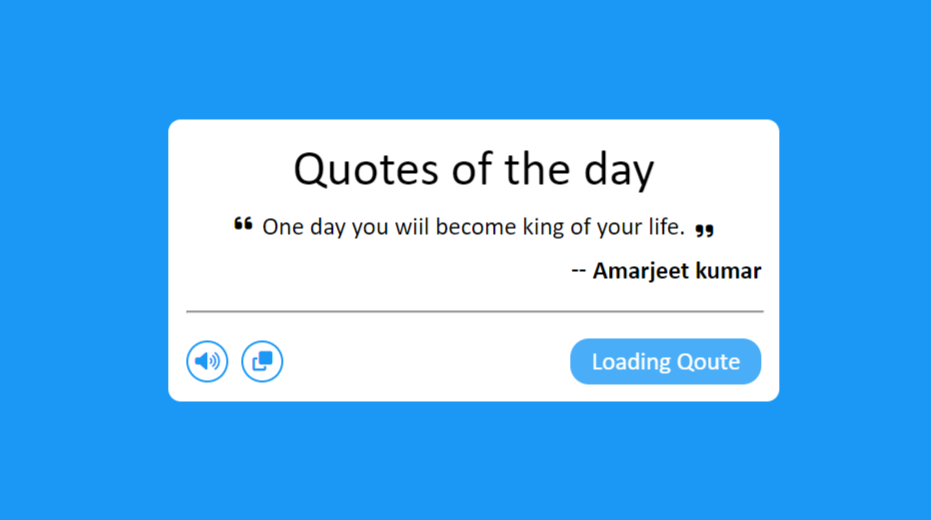 Quotes of the day
❝ One day you wiil become king of your life. ❞
-- Amarjeet kumar
Loading Qoute